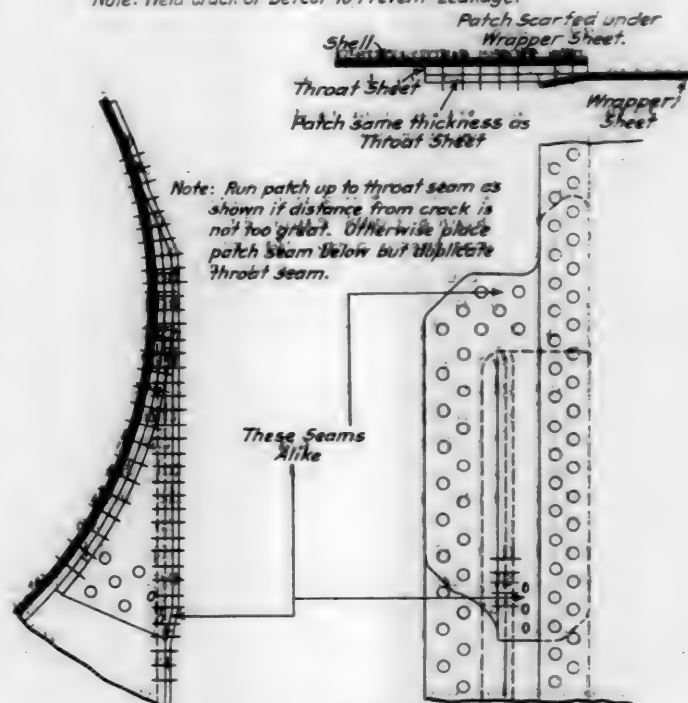 Note: Weld Crack or Defect to Prevent Leakage.
Patch Scarfed under
Wrapper Sheet.
Shell
Throat Sheet
Wrapper
Sheet
Patch same thickness as
Throat Sheet
Note: Run patch up to throat seam as
shown if distance from crack is
not too great. Otherwise place
patch seam below but duplicate
throat seam.
These Seams
Alike